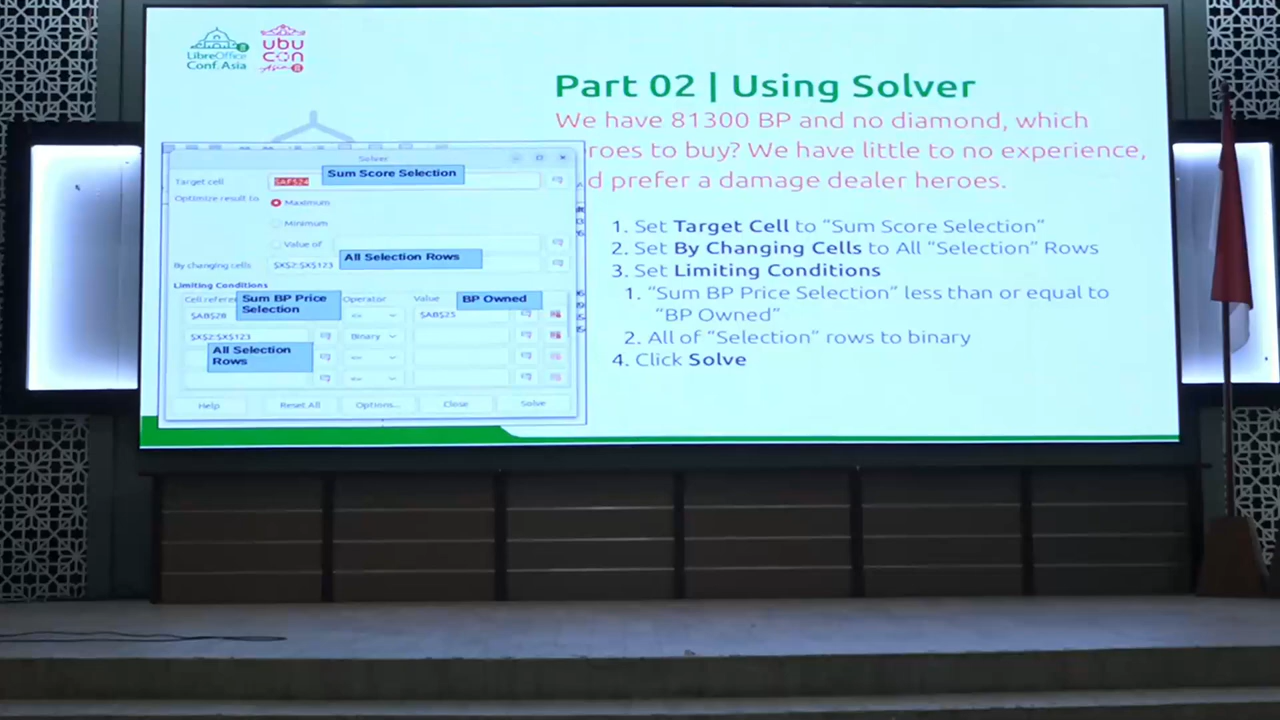 LibreOffice
Conf.Asia
ubu
con
Asia
Part 02 | Using Solver
We have 81300 BP and no diamond, which
roes to buy? We have little to no experience,
d prefer a damage dealer heroes.
1. Set Target Cell to “Sum Score Selection”
2. Set By Changing Cells to All “Selection” Rows
3. Set Limiting Conditions
1. “Sum BP Price Selection” less than or equal to
“BP Owned”
2. All of “Selection” rows to binary
4. Click Solve
Solver
Target cell
Sum Score Selection
Optimize result to
Maximum
Minimum
Value of
All Selection Rows
By changing cells
$X$2:$X$123
Limiting Conditions
Cell refere
Sum BP Price
Selection
Operator
Value
BP Owned
$AB$28
<=
$AB$25
$X$2:$X$123
Binary
All Selection
Rows
<=
<=
Help
Reset All
Options...
Close
Solve